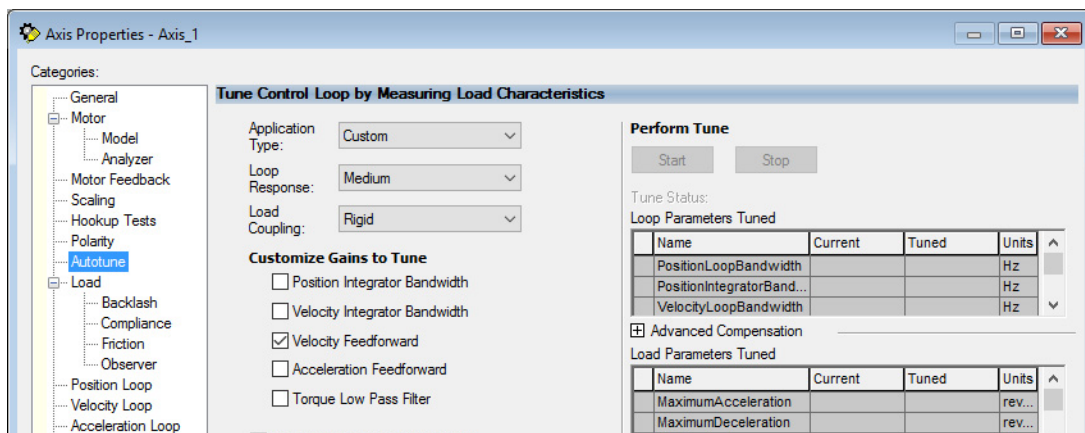 Axis Properties - Axis_1
Categories:
General
Motor
Model
Analyzer
Motor Feedback
Scaling
Hookup Tests
Polarity
Autotune
Load
Backlash
Compliance
Friction
Observer
Position Loop
Velocity Loop
Acceleration Loop
Tune Control Loop by Measuring Load Characteristics
Application Type: Custom
Loop Response: Medium
Load Coupling: Rigid
Customize Gains to Tune
Position Integrator Bandwidth
Velocity Integrator Bandwidth
Velocity Feedforward
Acceleration Feedforward
Torque Low Pass Filter
Perform Tune
Start Stop
Tune Status:
Loop Parameters Tuned
Name Current Tuned Units
PositionLoopBandwidth Hz
PositionIntegratorBand... Hz
VelocityLoopBandwidth Hz
Advanced Compensation
Load Parameters Tuned
Name Current Tuned Units
MaximumAcceleration rev...
MaximumDeceleration rev...